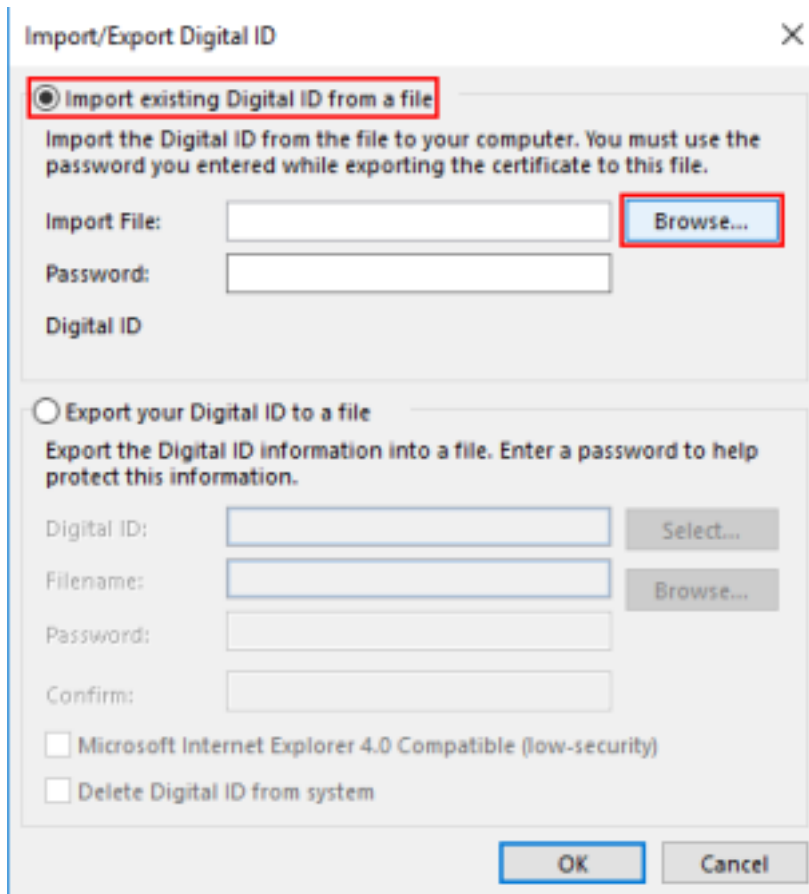 Import/Export Digital ID
Import existing Digital ID from a file
Import the Digital ID from the file to your computer. You must use the
password you entered while exporting the certificate to this file.
Import File:
Browse...
Password:
Digital ID
Export your Digital ID to a file
Export the Digital ID information into a file. Enter a password to help
protect this information.
Digital ID:
Select...
Filename:
Browse...
Password:
Confirm:
Microsoft Internet Explorer 4.0 Compatible (low-security)
Delete Digital ID from system
OK
Cancel